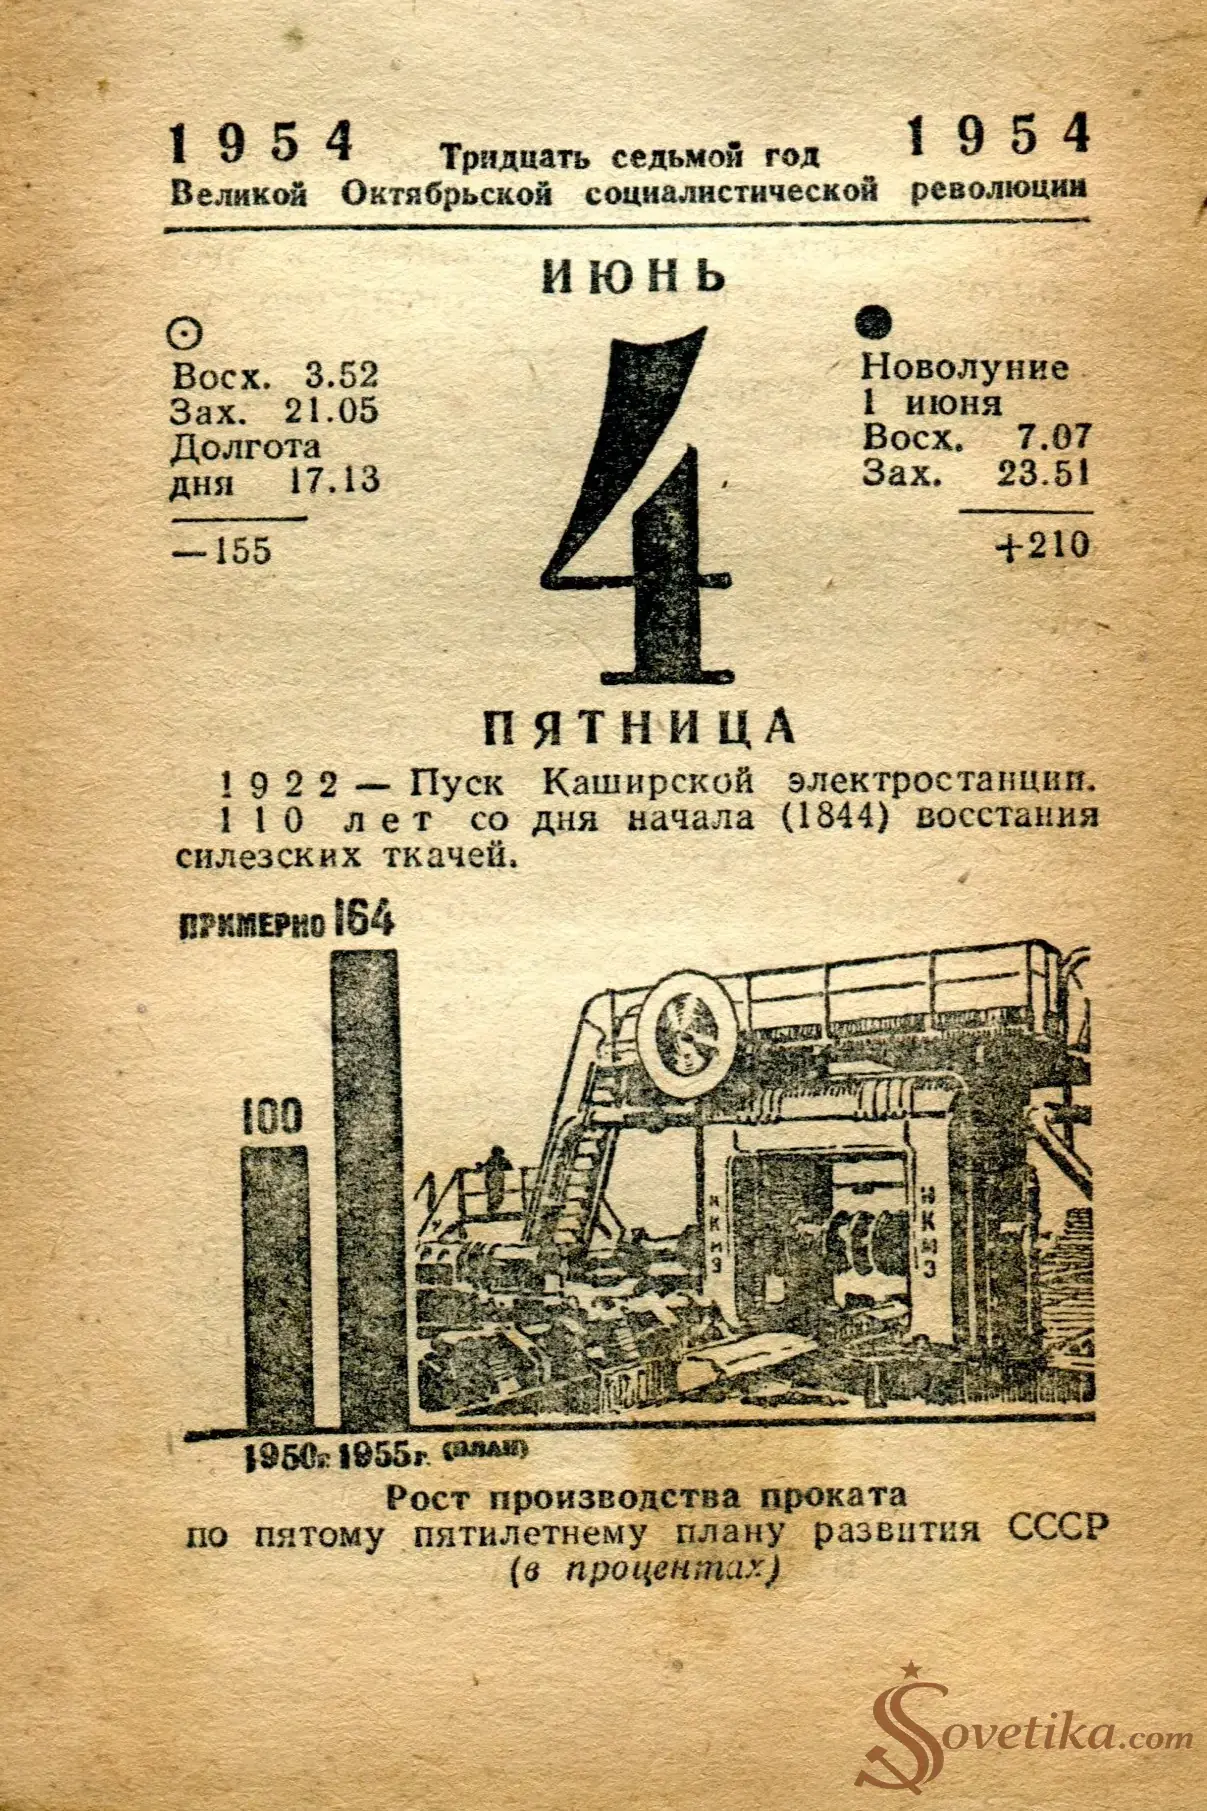 1954 Тридцать седьмой год 1954
Великой Октябрьской социалистической революции
ИЮНЬ
Восх. 3.52
Зах. 21.05
Долгота
дня 17.13
—155
4
Новолуние
1 июня
Восх. 7.07
Зах. 23.51
+210
ПЯТНИЦА
1922 — Пуск Каширской электростанции.
110 лет со дня начала (1844) восстания
силезских ткачей.
ПРИМЕРНО 164
100
НКМЗ
НКМЗ
1950г. 1955г. (ПЛАН)
Рост производства проката
по пятому пятилетнему плану развития СССР
(в процентах)
Sovetika.com